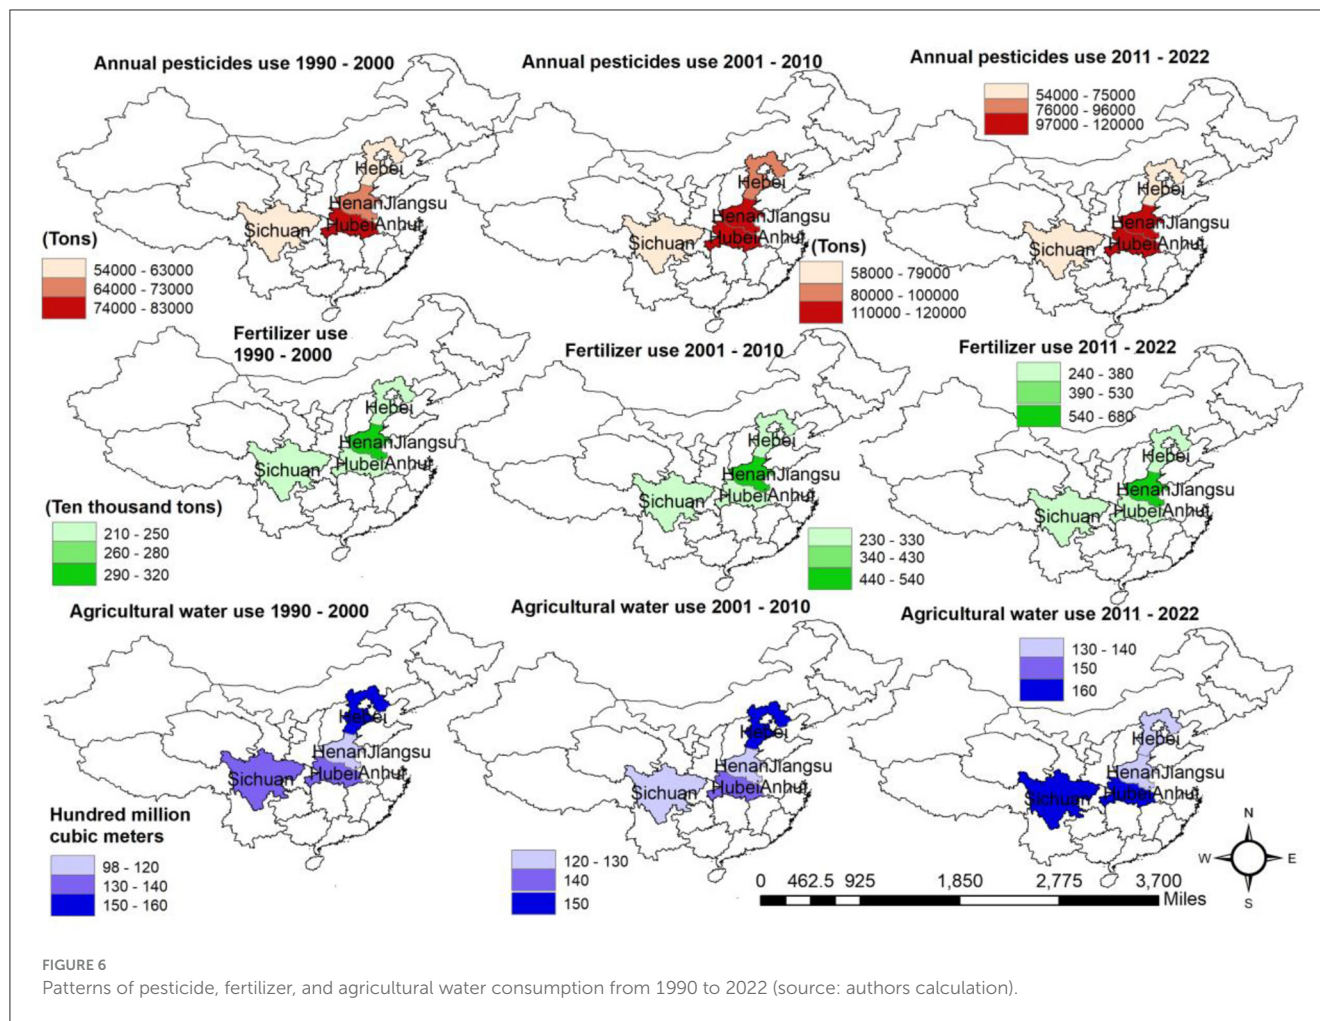 Annual pesticides use 1990 - 2000
Hebei
HenanJiangsu
HubeiAnhui
Sichuan
(Tons)
54000 - 63000
64000 - 73000
74000 - 83000
Annual pesticides use 2001 - 2010
Hebei
HenanJiangsu
HubeiAnhui
Sichuan
(Tons)
58000 - 79000
80000 - 100000
110000 - 120000
Annual pesticides use 2011 - 2022
54000 - 75000
76000 - 96000
97000 - 120000
Hebei
HenanJiangsu
HubeiAnhui
Sichuan
Fertilizer use
1990 - 2000
Hebei
HenanJiangsu
HubeiAnhui
Sichuan
(Ten thousand tons)
210 - 250
260 - 280
290 - 320
Fertilizer use 2001 - 2010
Hebei
HenanJiangsu
HubeiAnhui
Sichuan
230 - 330
340 - 430
440 - 540
Fertilizer use 2011 - 2022
240 - 380
390 - 530
540 - 680
Hebei
HenanJiangsu
HubeiAnhui
Sichuan
Agricultural water use 1990 - 2000
Hebei
HenanJiangsu
HubeiAnhui
Sichuan
Hundred million
cubic meters
98 - 120
130 - 140
150 - 160
Agricultural water use 2001 - 2010
Hebei
HenanJiangsu
HubeiAnhui
Sichuan
120 - 130
140
150
Agricultural water use 2011 - 2022
130 - 140
150
160
Hebei
HenanJiangsu
HubeiAnhui
Sichuan
N
W E
S
0 462.5 925 1,850 2,775 3,700
Miles
FIGURE 6
Patterns of pesticide, fertilizer, and agricultural water consumption from 1990 to 2022 (source: authors calculation).